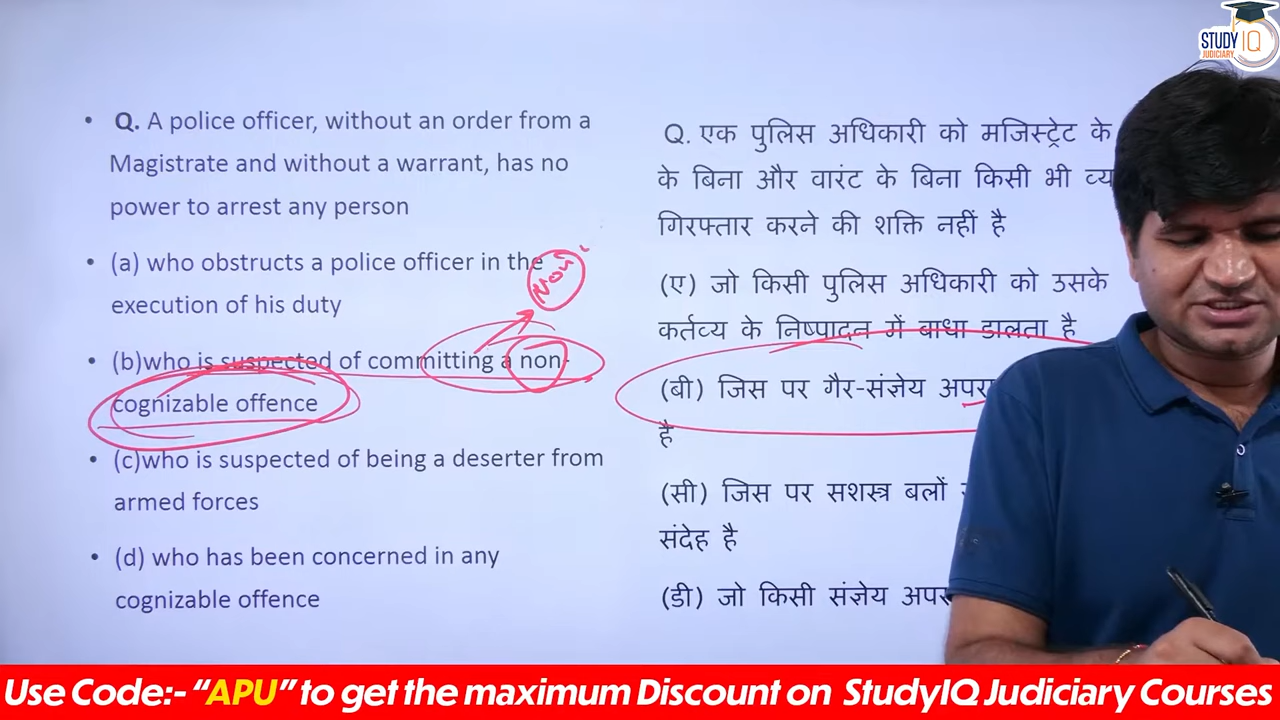 STUDY IQ
JUDICIARY
• Q. A police officer, without an order from a
Magistrate and without a warrant, has no
power to arrest any person
• (a) who obstructs a police officer in the
execution of his duty
• (b)who is suspected of committing a non-
cognizable offence
• (c)who is suspected of being a deserter from
armed forces
• (d) who has been concerned in any
cognizable offence
Q. एक पुलिस अधिकारी को मजिस्ट्रेट के
के बिना और वारंट के बिना किसी भी
गिरफ्तार करने की शक्ति नहीं है
(ए) जो किसी पुलिस अधिकारी को उसके
कर्तव्य के निष्पादन में बाधा डालता है
(बी) जिस पर गैर-संज्ञेय
है
(सी) जिस पर सशस्त्र बलों
संदेह है
(डी) जो किसी संज्ञेय
Use Code:- “APU” to get the maximum Discount on StudyIQ Judiciary Courses